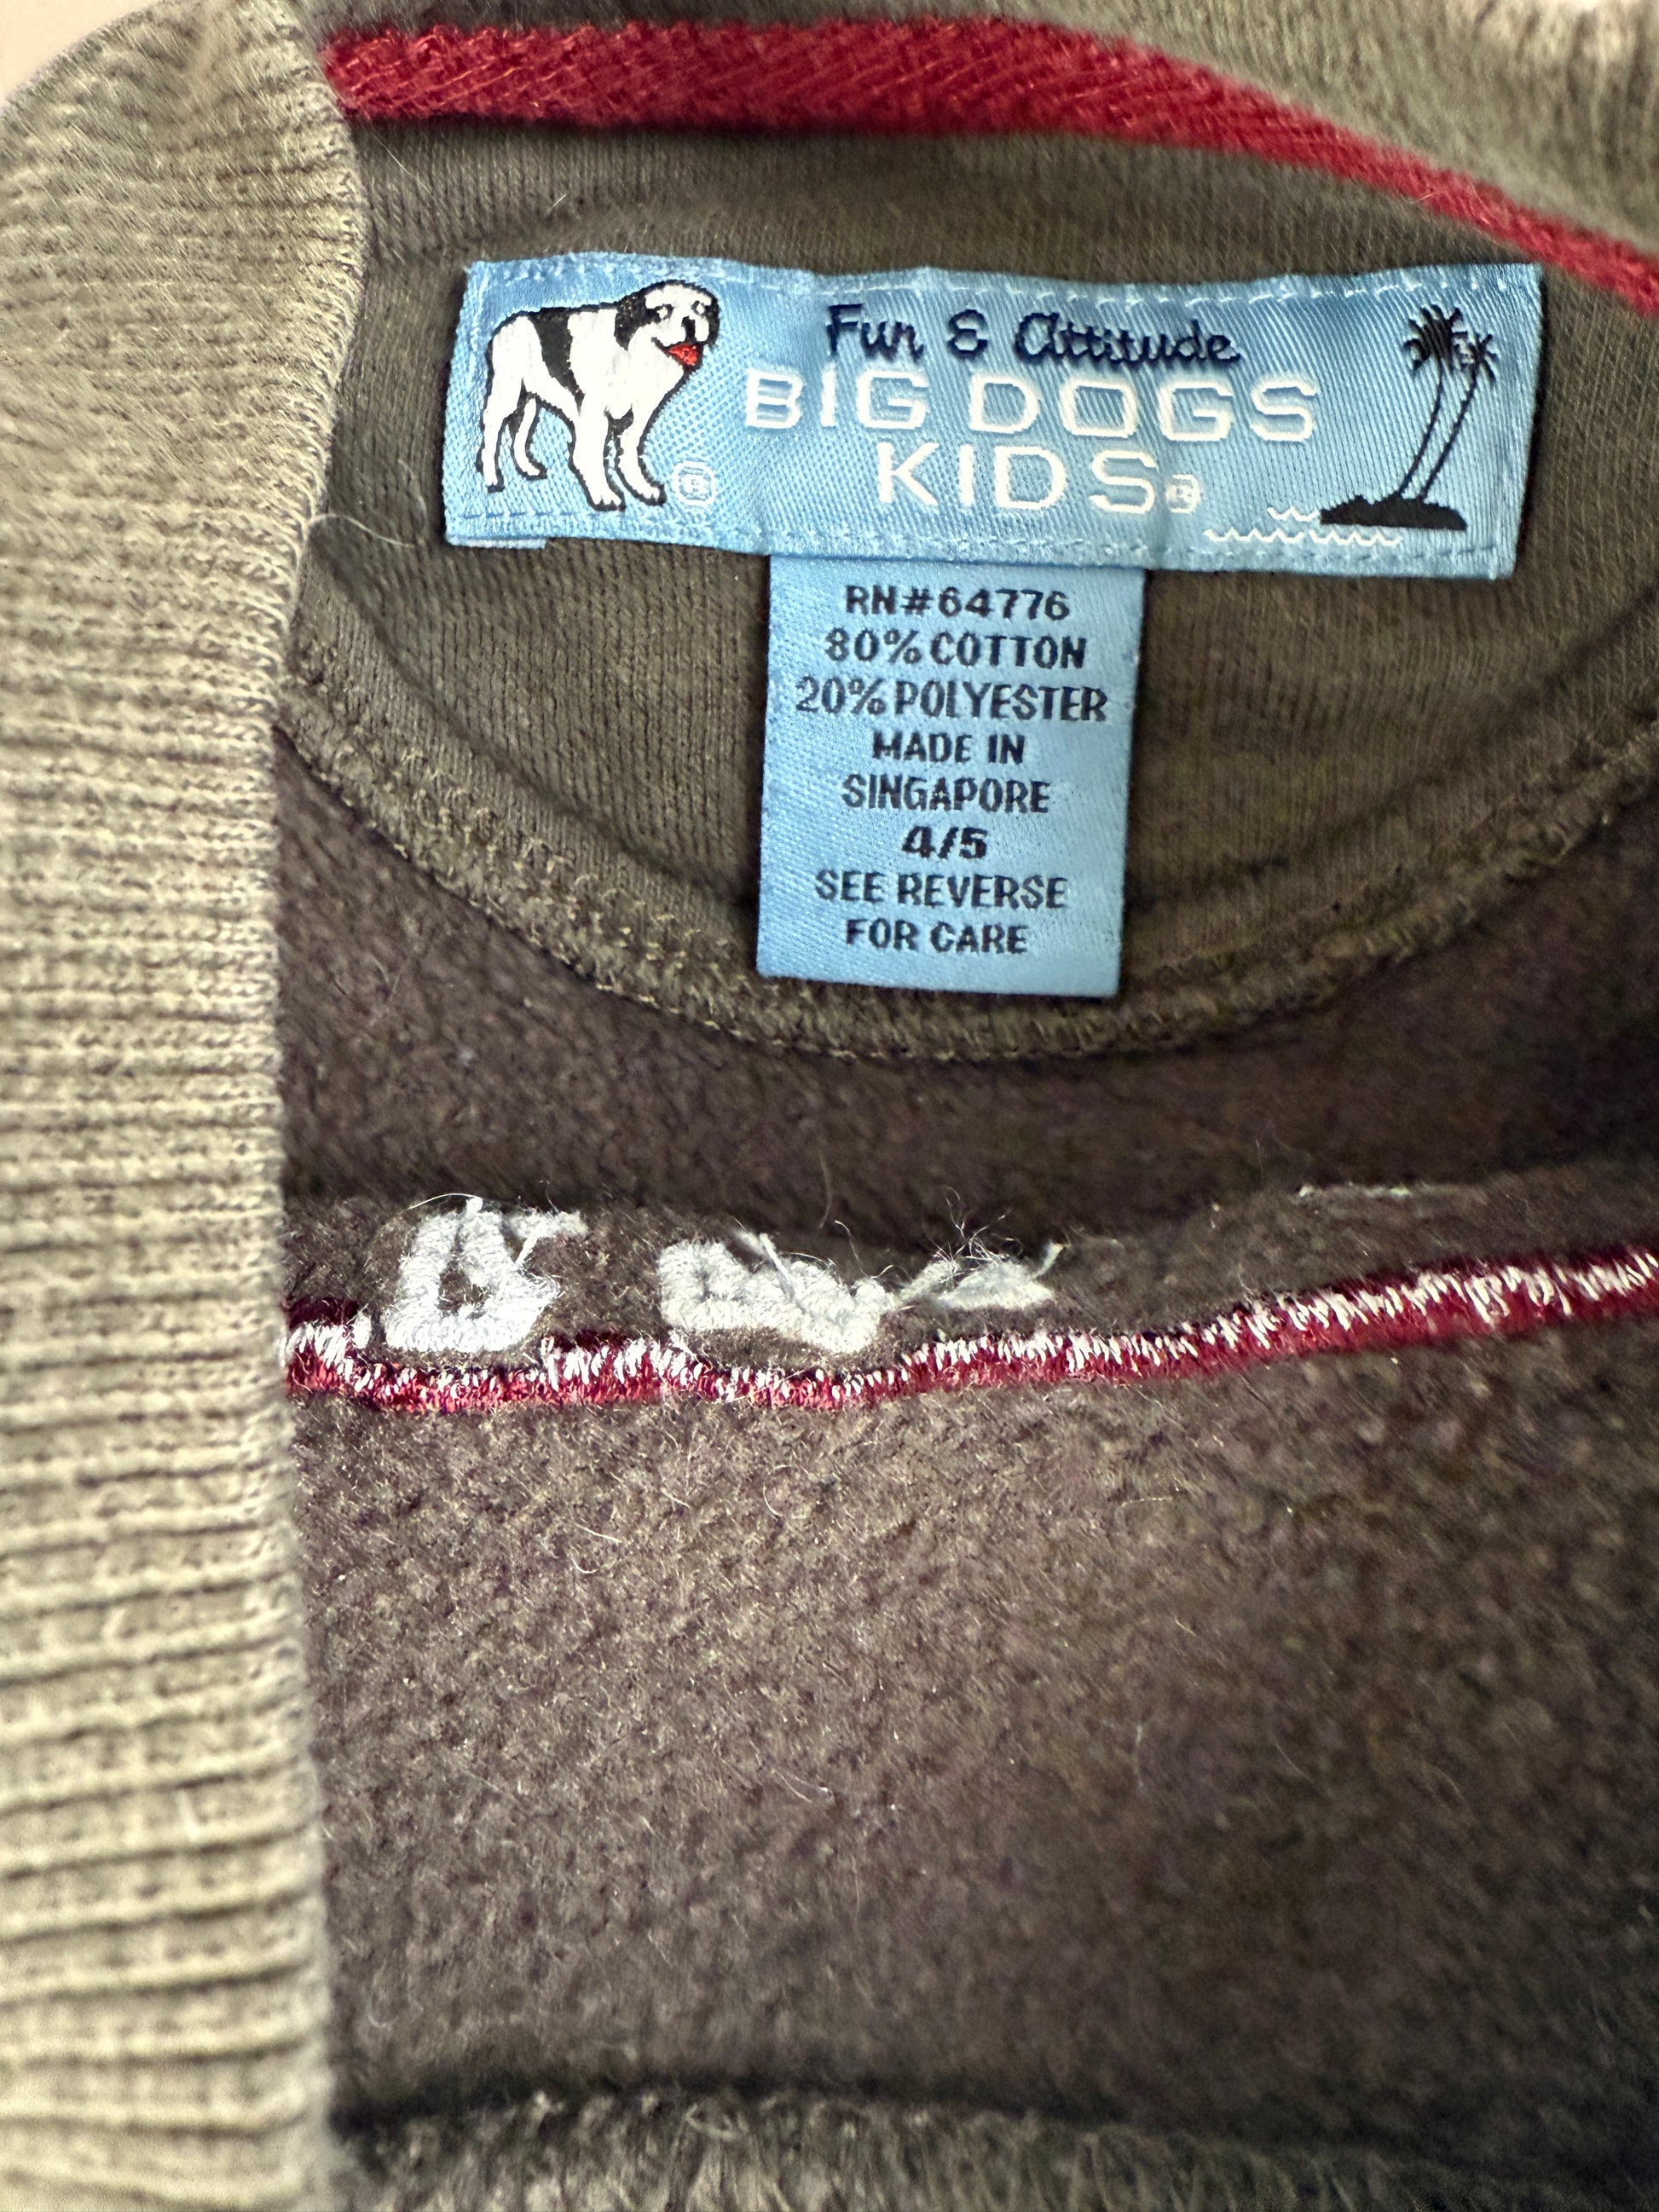 Fun & Attitude
BIG DOGS
KIDS®
®
RN#64776
80% COTTON
20% POLYESTER
MADE IN
SINGAPORE
4/5
SEE REVERSE
FOR CARE